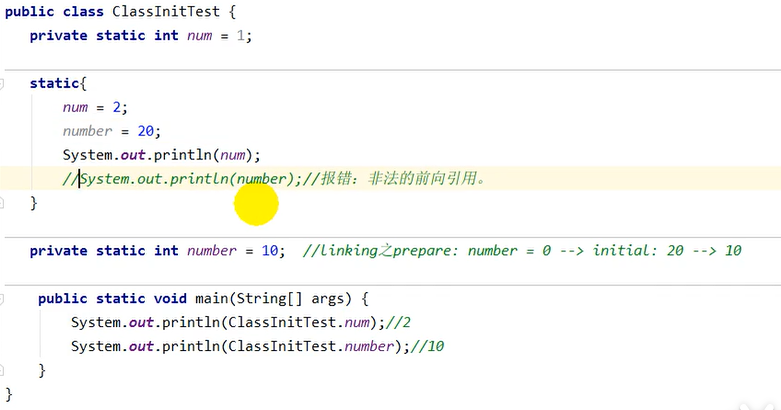 public class ClassInitTest {
private static int num = 1;
static{
num = 2;
number = 20;
System.out.println(num);
//System.out.println(number);//报错：非法的前向引用。
}
private static int number = 10;  //linking之prepare: number = 0 --> initial: 20 --> 10
public static void main(String[] args) {
System.out.println(ClassInitTest.num);//2
System.out.println(ClassInitTest.number);//10
}
}